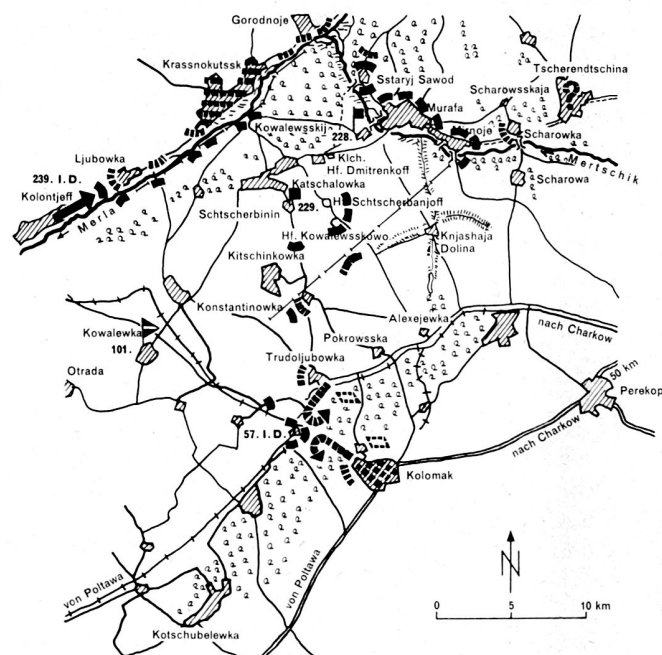 Gorodnoje
Krassnokutssk
Sstaryj Sawod
Tscherendtschina
Scharowsskaja
Murafa
Kowalewsskij
228.
Scharowka
Ljubowka
Klch.
Hf. Dmitrenkoff
Mertschik
239. I. D.
Katschalowka
Scharowa
Kolontjeff
Merla
Schtscherbinin
229.
Hf. Schtscherbanjoff
Hf. Kowalewsskowo
Knjashaja
Dolina
Kitschinkowka
Konstantinowka
Alexejewka
nach Charkow
Kowalewka
101.
Pokrowsska
Trudoljubowka
Otrada
50 km
Perekop
57. I. D.
nach Charkow
Kolomak
N
von Poltawa
von Poltawa
0 5 10 km
Kotschubelewka